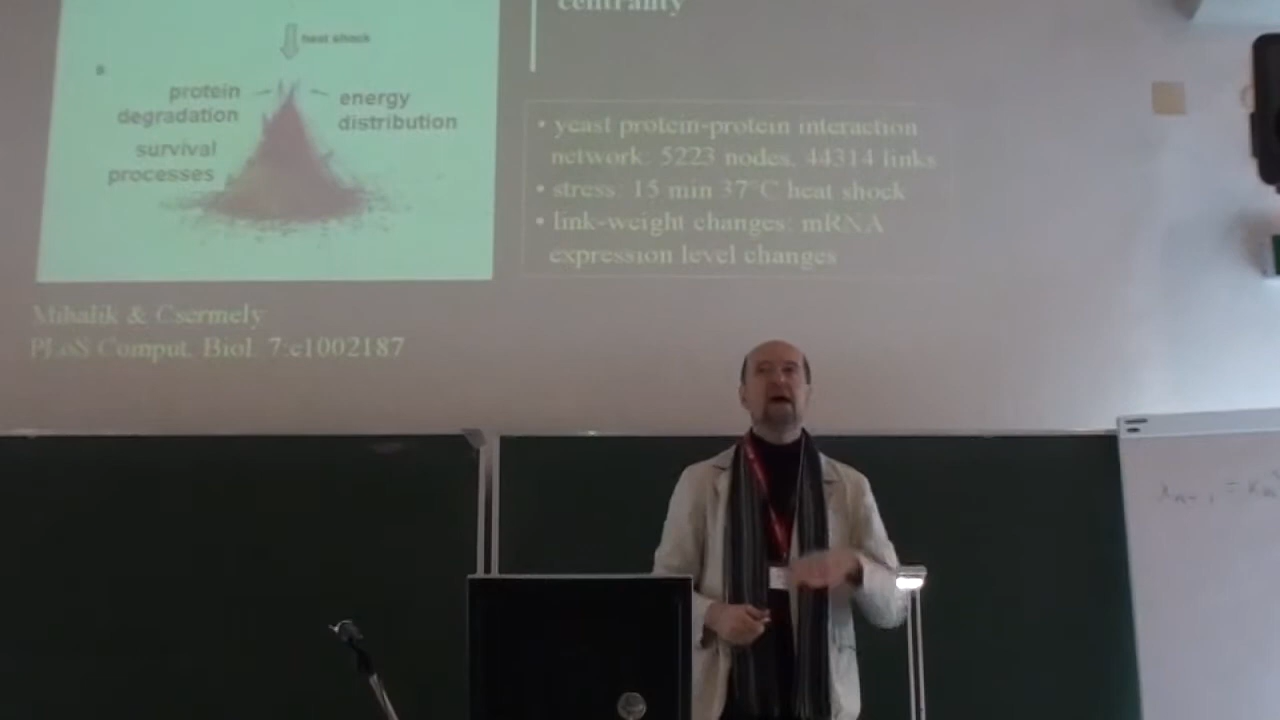 centrality
heat shock
protein
degradation
energy
distribution
survival
processes
• yeast protein-protein interaction
network: 5223 nodes, 44314 links
• stress: 15 min 37°C heat shock
• link-weight changes: mRNA
expression level changes
Mihalik & Csermely
PLoS Comput. Biol. 7:e1002187